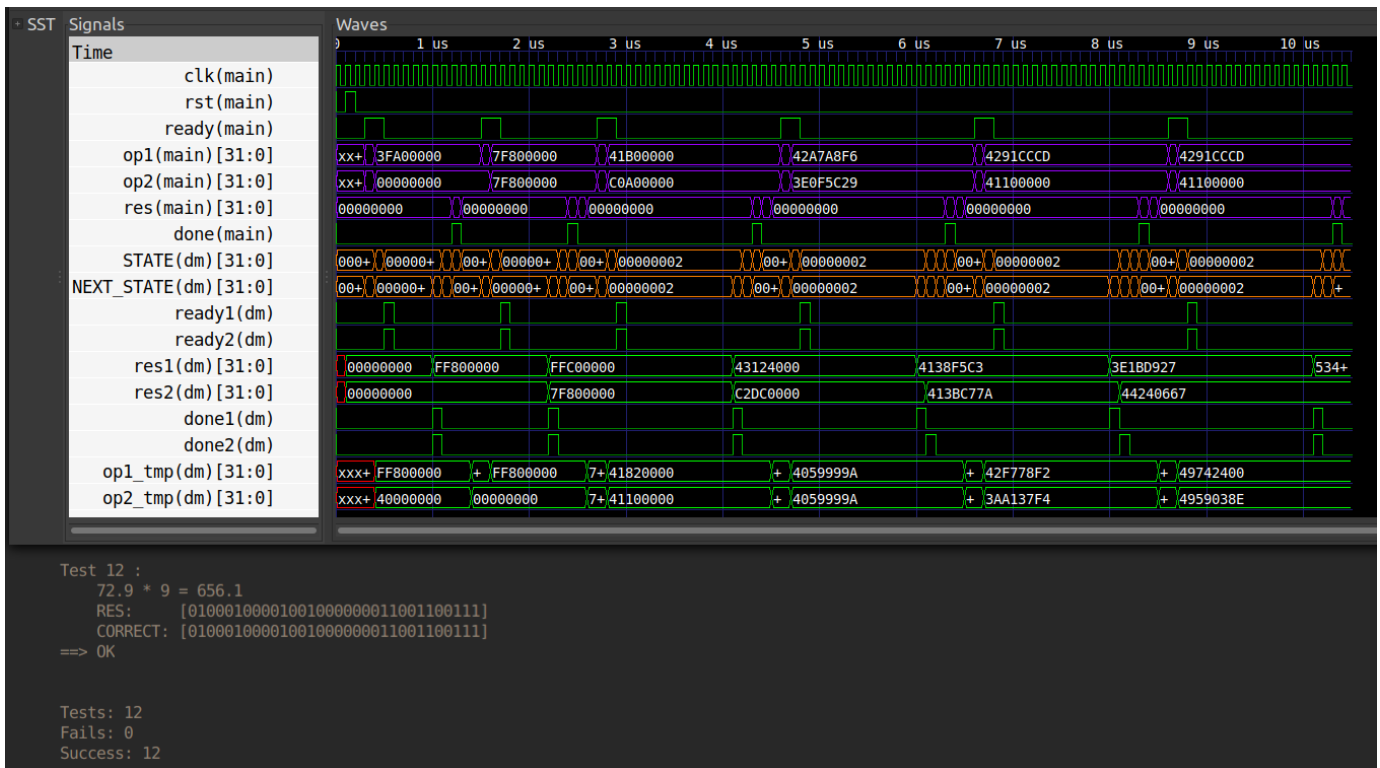 SST Signals Waves
Time 0 1 us 2 us 3 us 4 us 5 us 6 us 7 us 8 us 9 us 10 us
clk(main)
rst(main)
ready(main)
op1(main)[31:0] xx+ 3FA00000 7F800000 41B00000 42A7A8F6 4291CCCD 4291CCCD
op2(main)[31:0] xx+ 00000000 7F800000 C0A00000 3E0F5C29 41100000 41100000
res(main)[31:0] 00000000 00000000 00000000 00000000 00000000 00000000
done(main)
STATE(dm)[31:0] 000+ 00000+ 00+ 00000+ 00+ 00000002 00+ 00000002 00+ 00000002 00+ 00000002
NEXT_STATE(dm)[31:0] 00+ 00000+ 00+ 00000+ 00+ 00000002 00+ 00000002 00+ 00000002 00+ 00000002 +
ready1(dm)
ready2(dm)
res1(dm)[31:0] 00000000 FF800000 FFC00000 43124000 4138F5C3 3E1BD927 534+
res2(dm)[31:0] 00000000 7F800000 C2DC0000 413BC77A 44240667
done1(dm)
done2(dm)
op1_tmp(dm)[31:0] xxx+ FF800000 + FF800000 7+ 41820000 + 4059999A + 42F778F2 + 49742400
op2_tmp(dm)[31:0] xxx+ 40000000 00000000 7+ 41100000 + 4059999A + 3AA137F4 + 4959038E
Test 12 :
72.9 * 9 = 656.1
RES: [01000100001001000000011001100111]
CORRECT: [01000100001001000000011001100111]
==> OK
Tests: 12
Fails: 0
Success: 12